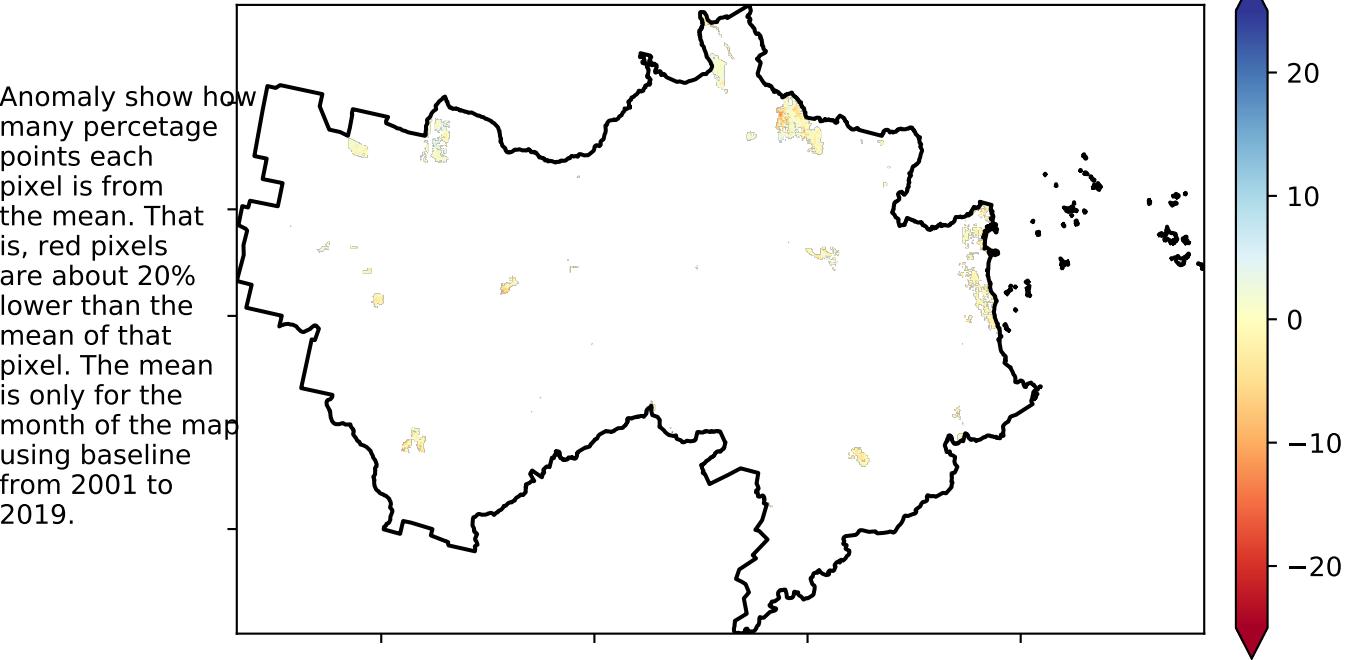 Anomaly show how
many percetage
points each
pixel is from
the mean. That
is, red pixels
are about 20%
lower than the
mean of that
pixel. The mean
is only for the
month of the map
using baseline
from 2001 to
2019.
20
10
0
−10
−20